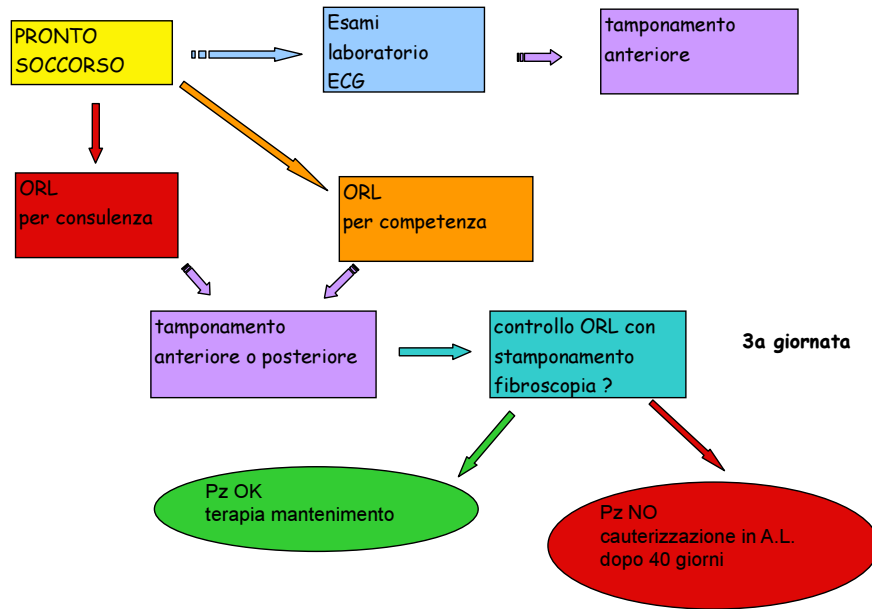 PRONTO
SOCCORSO
Esami
laboratorio
ECG
tamponamento
anteriore
ORL
per consulenza
ORL
per competenza
tamponamento
anteriore o posteriore
controllo ORL con
stamponamento
fibroscopia ?
3a giornata
Pz OK
terapia mantenimento
Pz NO
cauterizzazione in A.L.
dopo 40 giorni